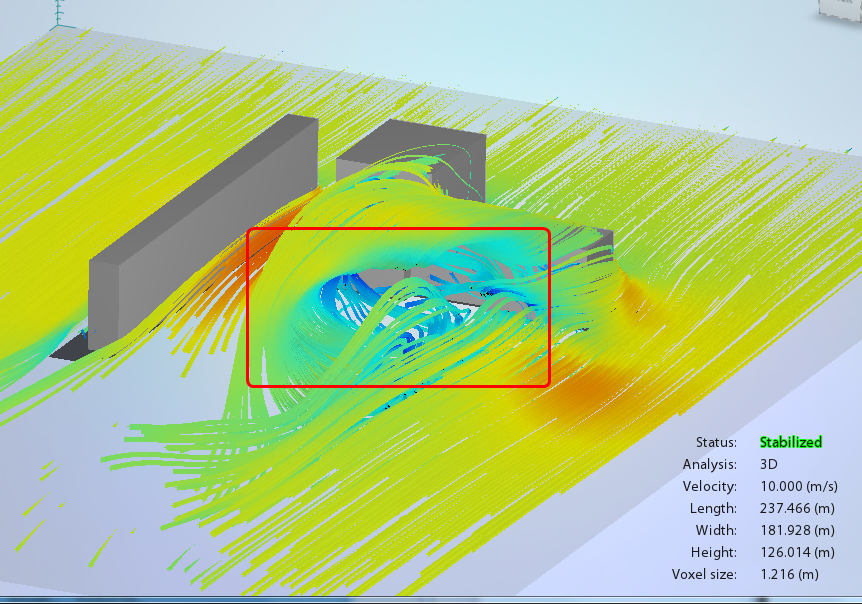 Status: Stabilized
Analysis: 3D
Velocity: 10.000 (m/s)
Length: 237.466 (m)
Width: 181.928 (m)
Height: 126.014 (m)
Voxel size: 1.216 (m)